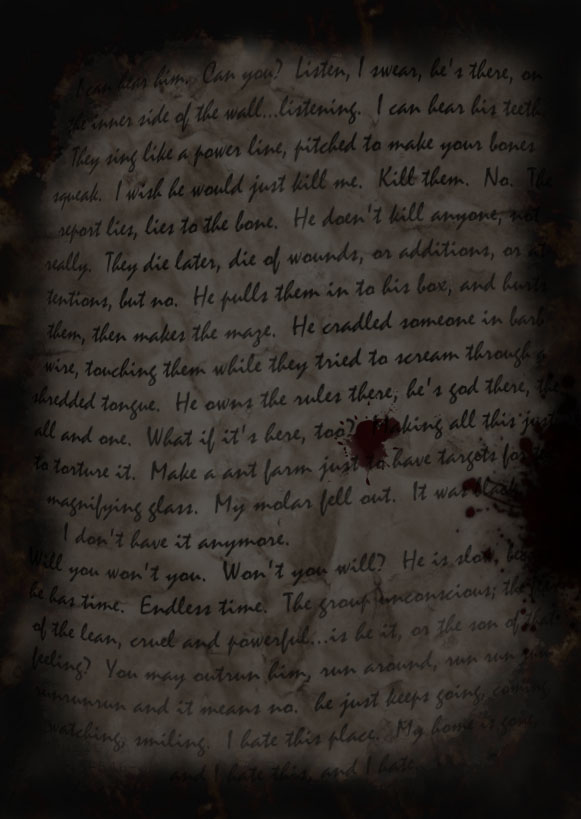 I can hear him. Can you? Listen, I swear, he's there, on
the inner side of the wall...listening. I can hear his teeth.
They sing like a power line, pitched to make your bones
squeak. I wish he would just kill me. Kill them. No. The
report lies, lies to the bone. He doen't kill anyone, not
really. They die later, die of wounds, or additions, or at-
tentions, but no. He pulls them in to his box, and hurts
them, then makes the maze. He cradled someone in barb
wire, touching them while they tried to scream through a
shredded tongue. He owns the rules there, he's god there, the
all and one. What if it's here, too? Making all this just
to torture it. Make a ant farm just to have targets for
magnifying glass. My molar fell out. It was black.
I don't have it anymore.
Will you won't you. Won't you will? He is slow, but
he has time. Endless time. The group unconscious; the
of the lean, cruel and powerful...is he it, or the son of that
feeling? You may outrun him, run around, run run run
runrunrun and it means no. he just keeps going, coming
watching, smiling. I hate this place. My home is gone,
and I hate this, and I hate.